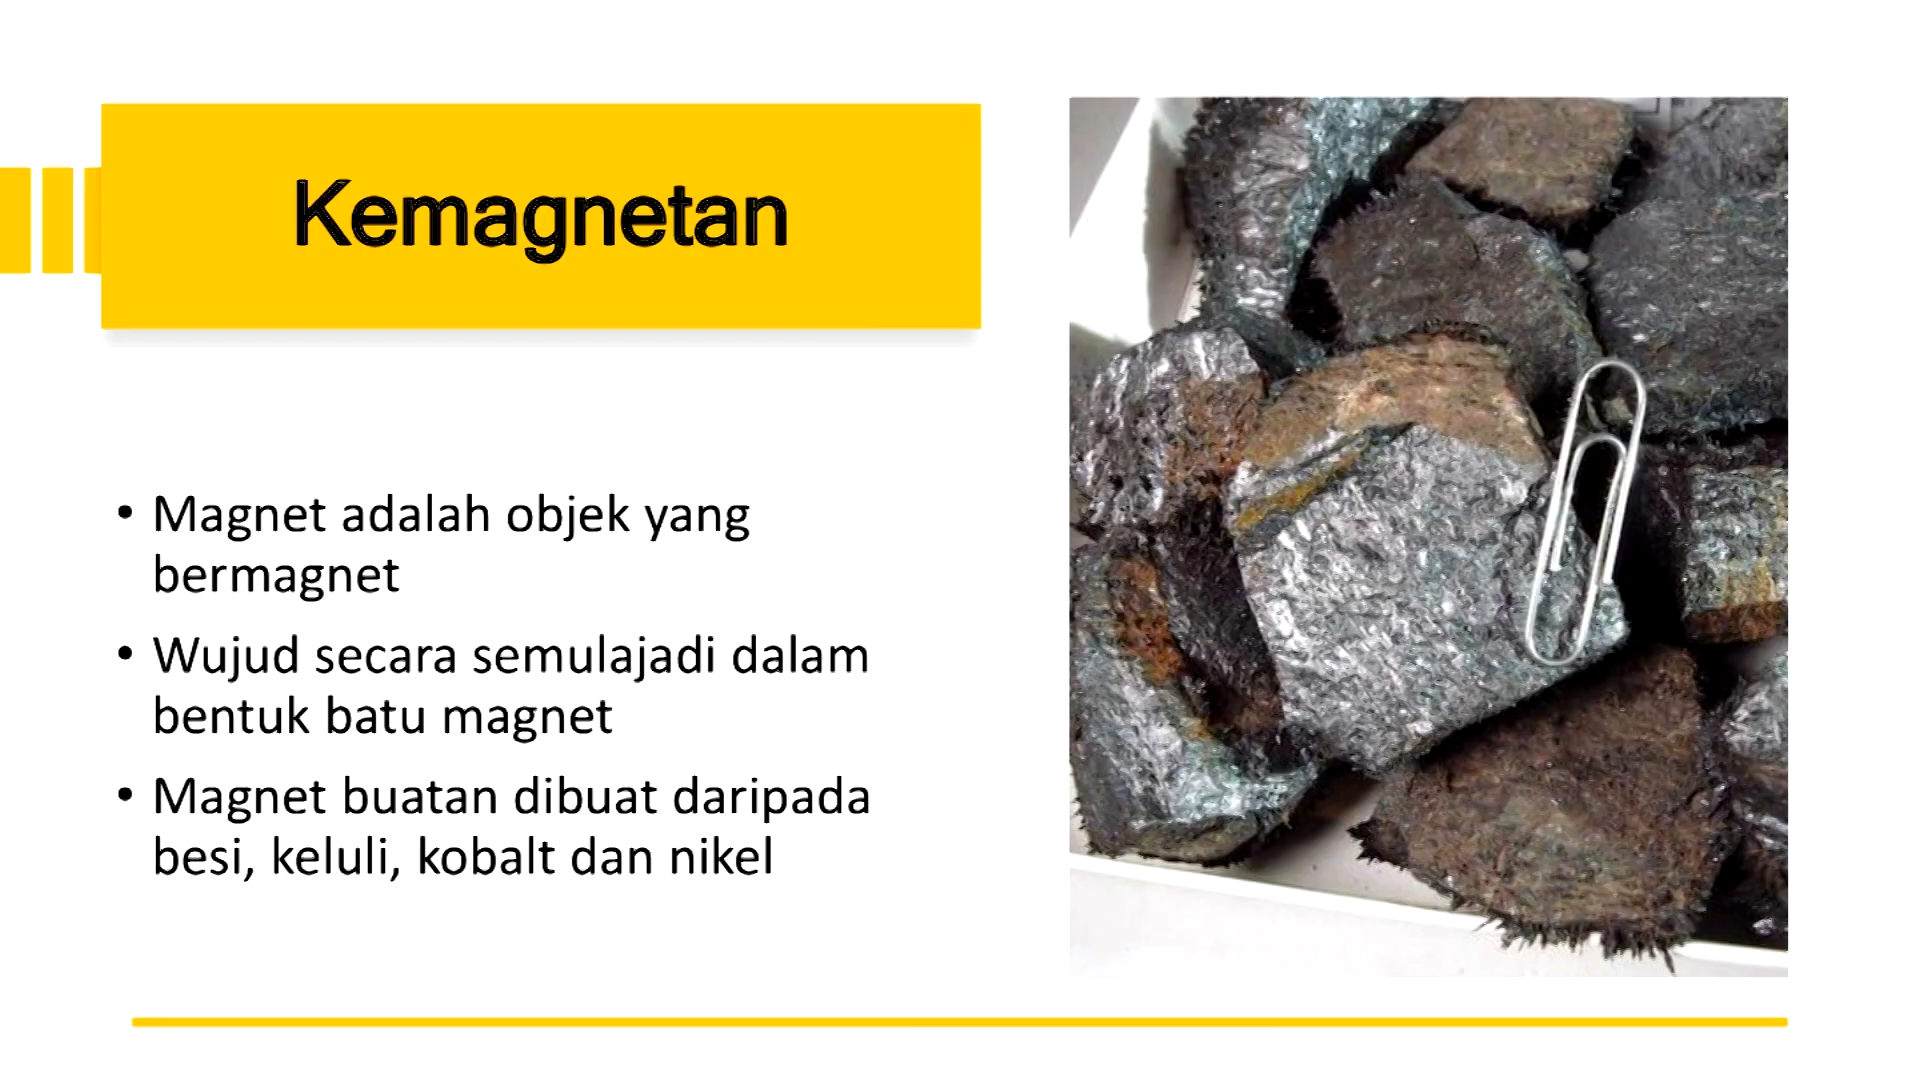 Kemagnetan
• Magnet adalah objek yang
bermagnet
• Wujud secara semulajadi dalam
bentuk batu magnet
• Magnet buatan dibuat daripada
besi, keluli, kobalt dan nikel